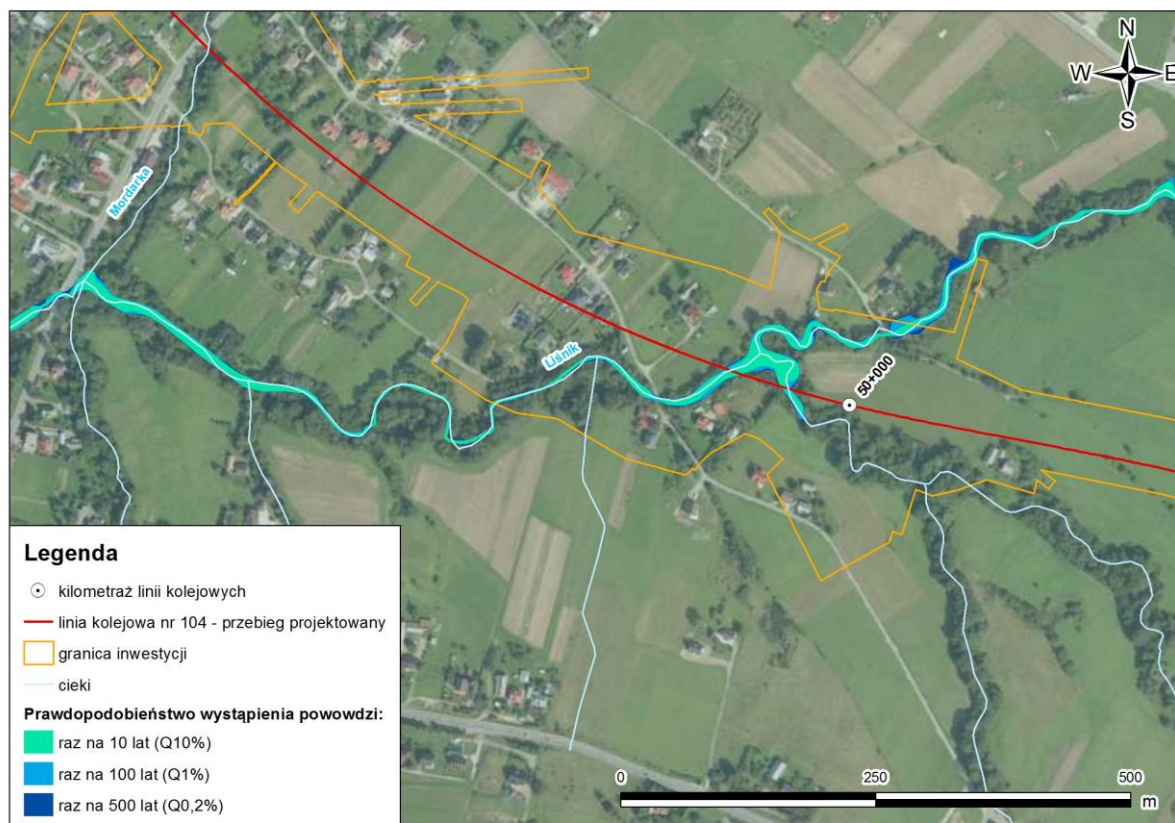 N
W E
S
Mordarka
Liśnik
50+000
Legenda
kilometraż linii kolejowych
linia kolejowa nr 104 - przebieg projektowany
granica inwestycji
cieki
Prawdopodobieństwo wystąpienia powowdzi:
raz na 10 lat (Q10%)
raz na 100 lat (Q1%)
raz na 500 lat (Q0,2%)
0 250 500
m